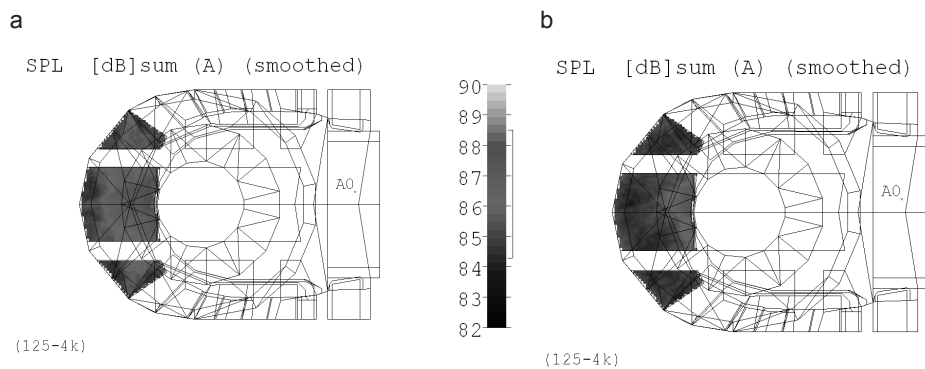 a
SPL [dB]sum (A) (smoothed)
A0
(125-4k)
90
89
88
87
86
85
84
83
82
b
SPL [dB]sum (A) (smoothed)
A0
(125-4k)